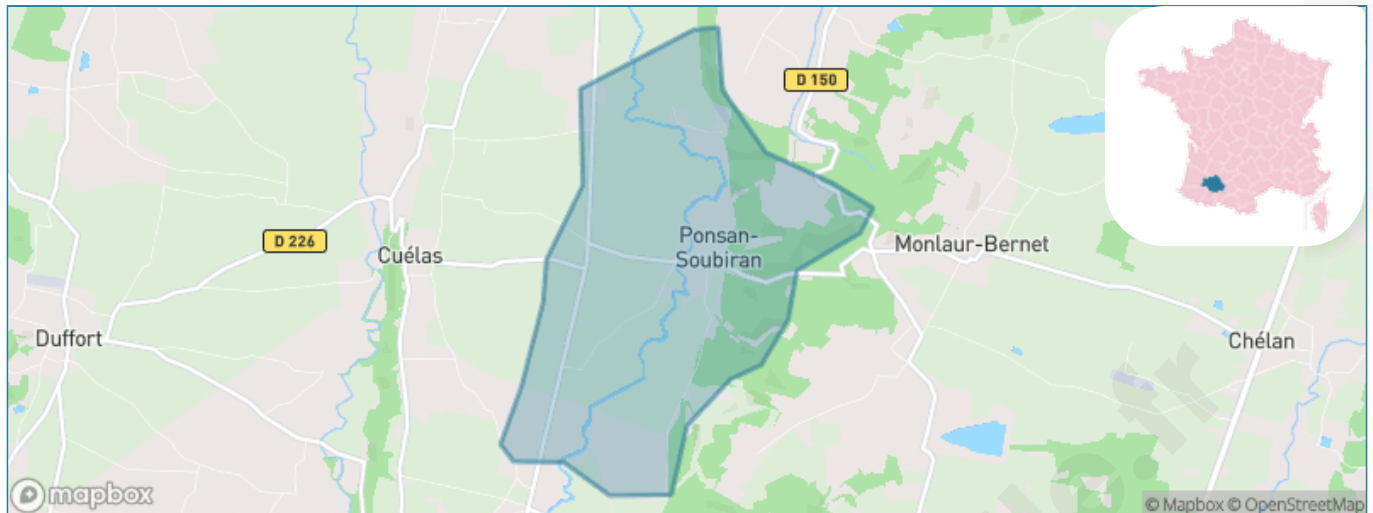 D 150
D 226
Cuélas
Ponsan-
Soubiran
Monlaur-Bernet
Duffort
Chélan
mapbox
© Mapbox © OpenStreetMap